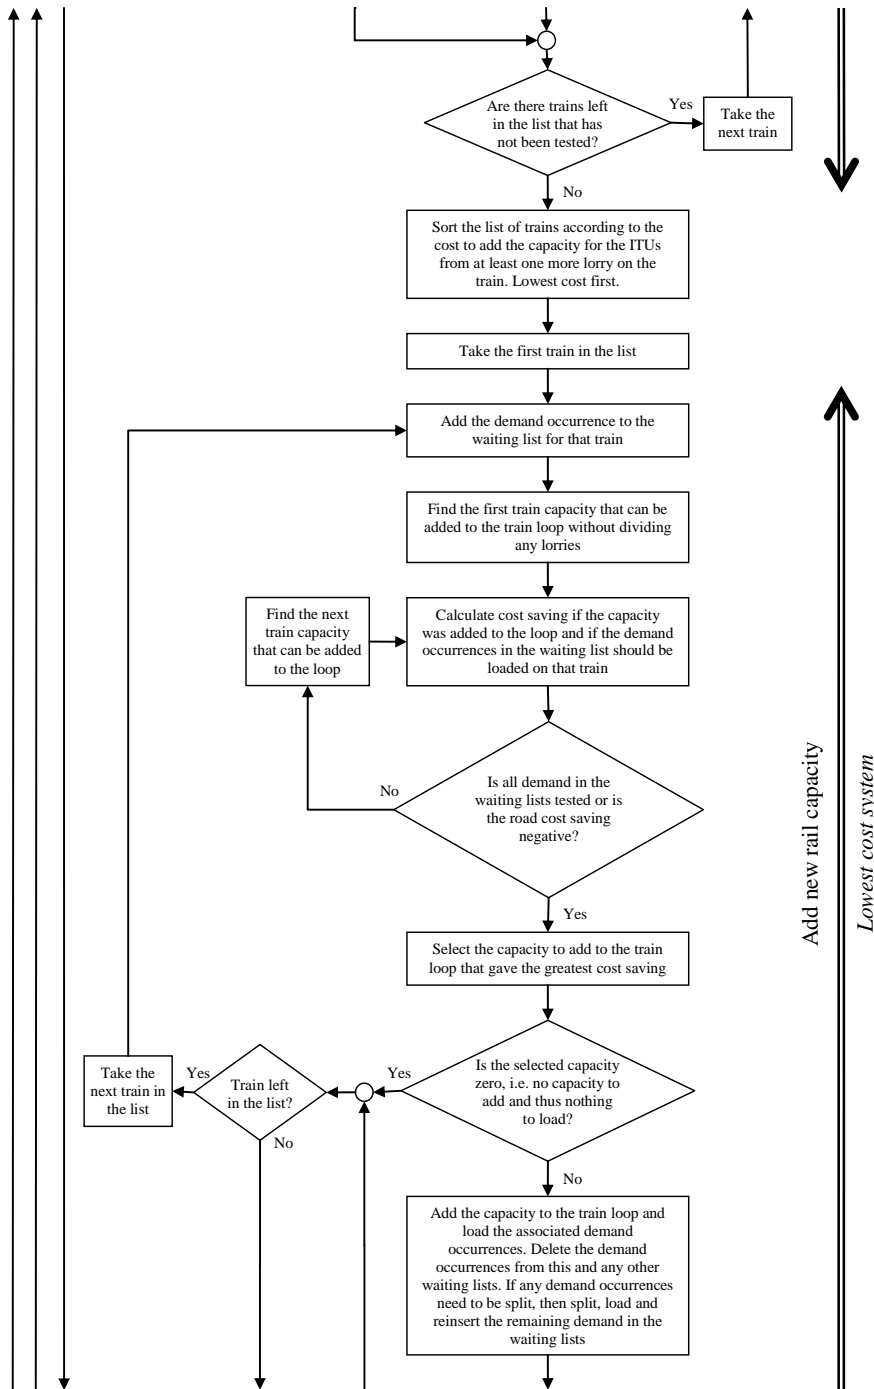 Are there trains left
in the list that has
not been tested?
Yes
Take the
next train
No
Sort the list of trains according to the
cost to add the capacity for the ITUs
from at least one more lorry on the
train. Lowest cost first.
Take the first train in the list
Add the demand occurrence to the
waiting list for that train
Find the first train capacity that can be
added to the train loop without dividing
any lorries
Find the next
train capacity
that can be added
to the loop
Calculate cost saving if the capacity
was added to the loop and if the demand
occurrences in the waiting list should be
loaded on that train
No
Is all demand in the
waiting lists tested or is
the road cost saving
negative?
Yes
Select the capacity to add to the train
loop that gave the greatest cost saving
Take the
next train in
the list
Yes
Train left
in the list?
No
Yes
Is the selected capacity
zero, i.e. no capacity to
add and thus nothing
to load?
No
Add the capacity to the train loop and
load the associated demand
occurrences. Delete the demand
occurrences from this and any other
waiting lists. If any demand occurrences
need to be split, then split, load and
reinsert the remaining demand in the
waiting lists
Add new rail capacity
Lowest cost system